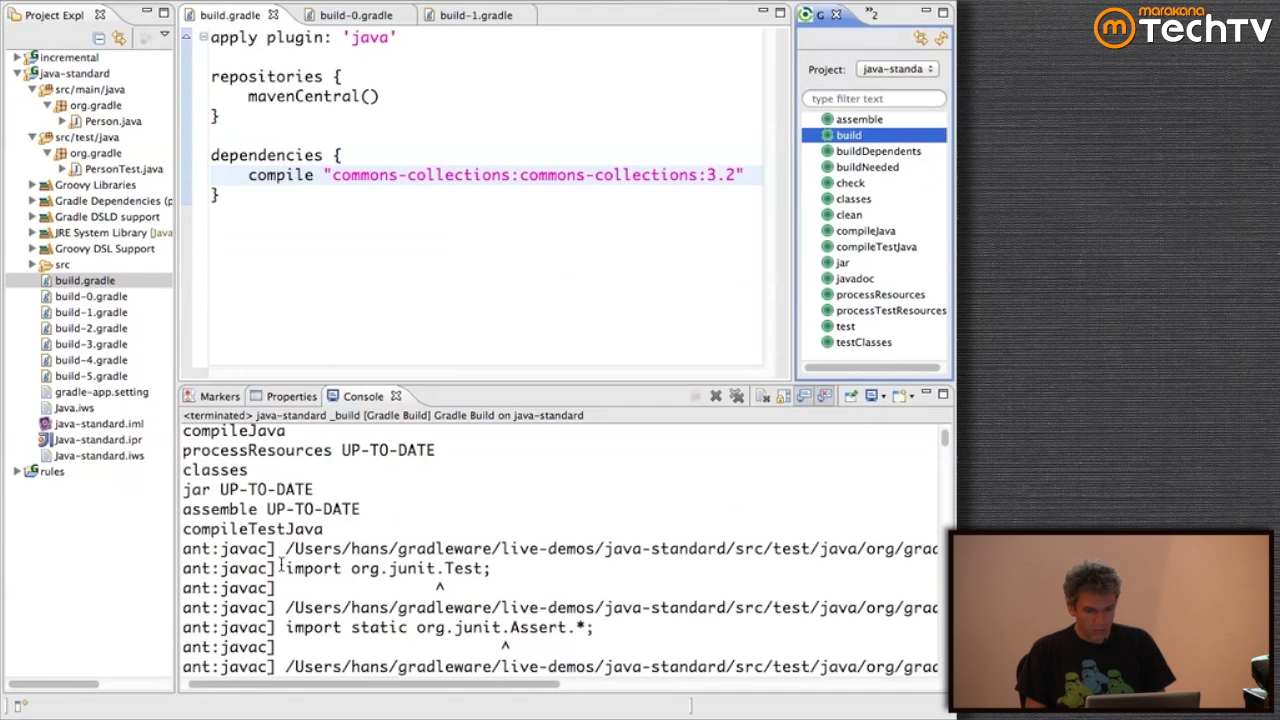 Project Expl
incremental
java-standard
src/main/java
org.gradle
Person.java
src/test/java
org.gradle
PersonTest.java
Groovy Libraries
Gradle Dependencies (p
Gradle DSLD support
JRE System Library [Java
Groovy DSL Support
src
build.gradle
build-0.gradle
build-1.gradle
build-2.gradle
build-3.gradle
build-4.gradle
build-5.gradle
gradle-app.setting
Java.iws
Java-standard.iml
Java-standard.ipr
Java-standard.iws
rules
build.gradle
build-0.gradle
build-1.gradle
apply plugin: 'java'
repositories {
mavenCentral()
}
dependencies {
compile "commons-collections:commons-collections:3.2"
}
G
»2
Project: java-standa
type filter text
assemble
build
buildDependents
buildNeeded
check
classes
clean
compileJava
compileTestJava
jar
javadoc
processResources
processTestResources
test
testClasses
Markers
Properties
Console
<terminated> java-standard _build [Gradle Build] Gradle Build on java-standard
compileJava
processResources UP-TO-DATE
classes
jar UP-TO-DATE
assemble UP-TO-DATE
compileTestJava
ant:javac] /Users/hans/gradleware/live-demos/java-standard/src/test/java/org/grad
ant:javac] import org.junit.Test;
ant:javac] ^
ant:javac] /Users/hans/gradleware/live-demos/java-standard/src/test/java/org/grad
ant:javac] import static org.junit.Assert.*;
ant:javac] ^
ant:javac] /Users/hans/gradleware/live-demos/java-standard/src/test/java/org/grad
m
marakana
TechTV